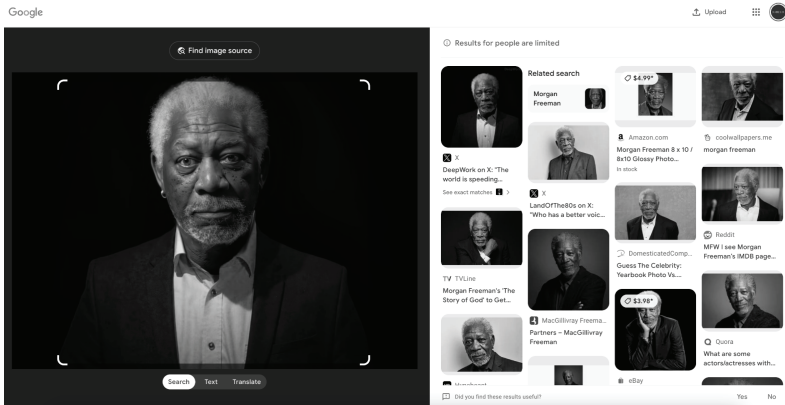 Google
Upload
Find image source
Search
Text
Translate
Results for people are limited
X
DeepWork on X: "The
world is speeding...
See exact matches
TV TVLine
Morgan Freeman's 'The
Story of God' to Get...
Related search
Morgan
Freeman
X
LandOfThe80s on X:
"Who has a better voic...
MacGillivray Freema...
Partners – MacGillivray
Freeman
$4.99*
Amazon.com
Morgan Freeman 8 x 10 /
8x10 Glossy Photo...
In stock
DomesticatedComp...
Guess The Celebrity:
Yearbook Photo Vs....
$3.98*
eBay
coolwallpapers.me
morgan freeman
Reddit
MFW I see Morgan
Freeman's IMDB page...
Quora
What are some
actors/actresses with...
Did you find these results useful?
Yes
No